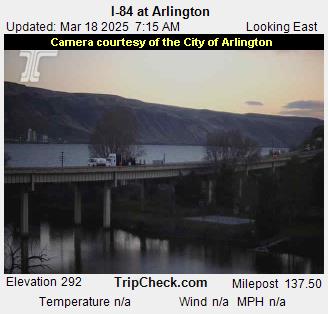 I-84 at Arlington
Updated: Mar 18 2025 7:15 AM Looking East
Camera courtesy of the City of Arlington
Elevation 292 TripCheck.com Milepost 137.50
Temperature n/a Wind n/a MPH n/a